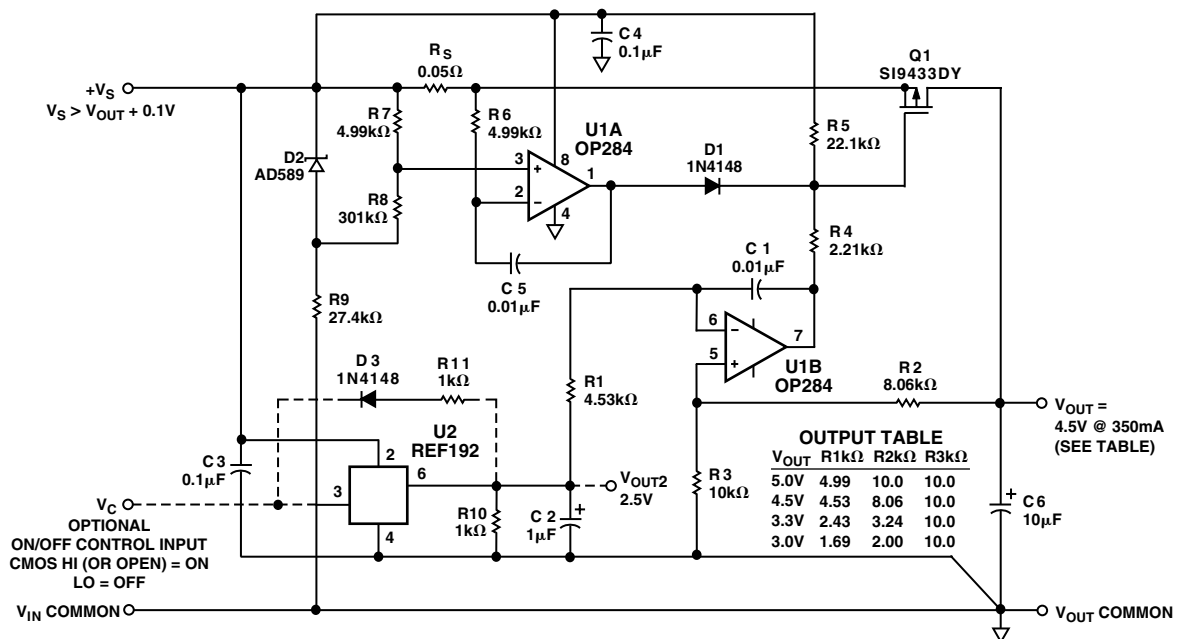 C 4
0.1µF
Q1
SI9433DY
+VS
VS > VOUT + 0.1V
RS
0.05Ω
R7
4.99kΩ
R6
4.99kΩ
U1A
OP284
R5
22.1kΩ
D1
1N4148
D2
AD589
3
+
8
1
2
−
4
R8
301kΩ
R4
2.21kΩ
C 5
0.01µF
C 1
0.01µF
R9
27.4kΩ
6
−
7
5
+
U1B
OP284
D3
1N4148
R11
1kΩ
R1
4.53kΩ
R2
8.06kΩ
VOUT =
4.5V @ 350mA
(SEE TABLE)
U2
REF192
C 3
0.1µF
2
6
3
4
VOUT2
2.5V
R3
10kΩ
OUTPUT TABLE
VOUT R1kΩ R2kΩ R3kΩ
5.0V 4.99 10.0 10.0
4.5V 4.53 8.06 10.0
3.3V 2.43 3.24 10.0
3.0V 1.69 2.00 10.0
+
C 6
10µF
VC
OPTIONAL
ON/OFF CONTROL INPUT
CMOS HI (OR OPEN) = ON
LO = OFF
R10
1kΩ
C 2
1µF
+
VIN COMMON
VOUT COMMON